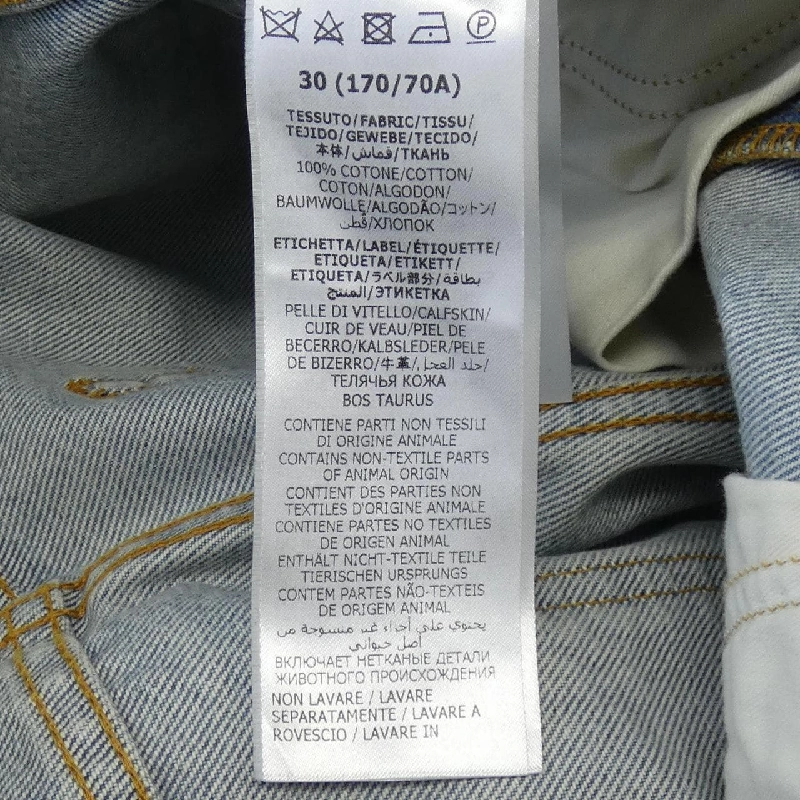 P
30 (170/70A)
TESSUTO/FABRIC/TISSU/
TEJIDO/GEWEBE/TECIDO/
本体/قماش/ТКАНЬ
100% COTONE/COTTON/
COTON/ALGODON/
BAUMWOLLE/ALGODÃO/コットン/
قطن/ХЛОПОК
ETICHETTA/LABEL/ÉTIQUETTE/
ETIQUETA/ETIKETT/
ETIQUETA/ラベル部分/بطاقة
المنتج/ЭТИКЕТКА
PELLE DI VITELLO/CALFSKIN/
CUIR DE VEAU/PIEL DE
BECERRO/KALBSLEDER/PELE
DE BIZERRO/牛革/جلد العجل/
ТЕЛЯЧЬЯ КОЖА
BOS TAURUS
CONTIENE PARTI NON TESSILI
DI ORIGINE ANIMALE
CONTAINS NON-TEXTILE PARTS
OF ANIMAL ORIGIN
CONTIENT DES PARTIES NON
TEXTILES D'ORIGINE ANIMALE
CONTIENE PARTES NO TEXTILES
DE ORIGEN ANIMAL
ENTHÄLT NICHT-TEXTILE TEILE
TIERISCHEN URSPRUNGS
CONTEM PARTES NÃO-TEXTEIS
DE ORIGEM ANIMAL
يحتوي على أجزاء غير منسوجة من
أصل حيواني
ВКЛЮЧАЕТ НЕТКАНЫЕ ДЕТАЛИ
ЖИВОТНОГО ПРОИСХОЖДЕНИЯ
NON LAVARE / LAVARE
SEPARATAMENTE / LAVARE A
ROVESCIO / LAVARE IN